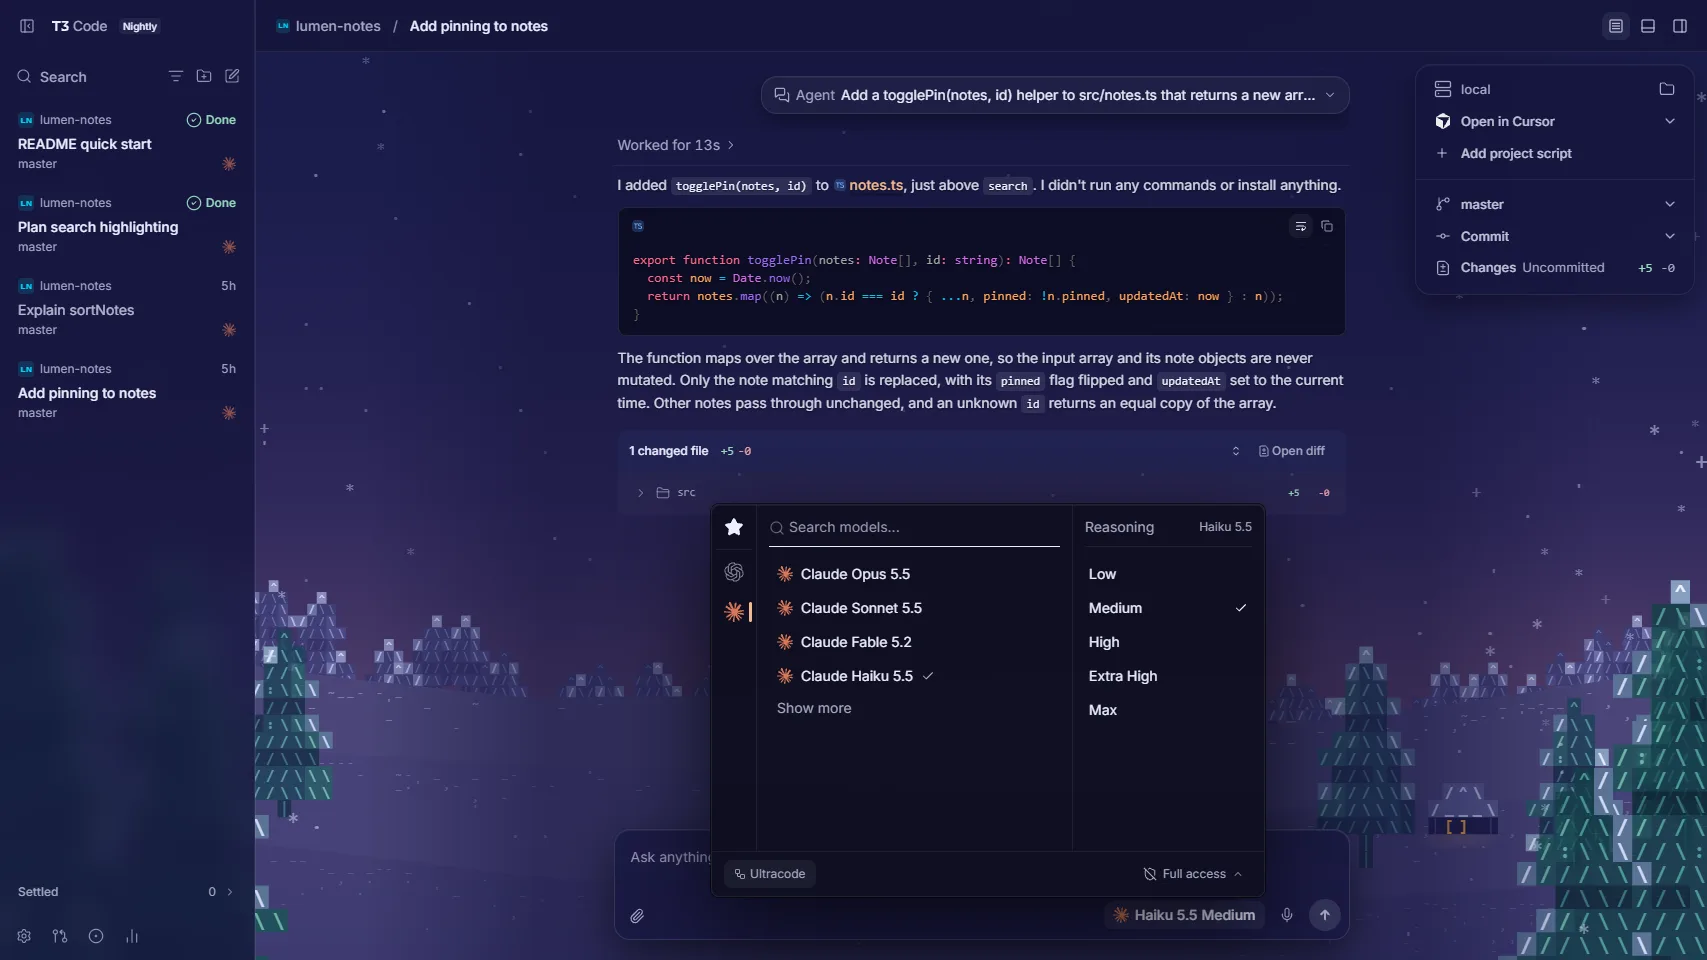 T3 Code Nightly
LN lumen-notes / Add pinning to notes
Search
LN lumen-notes Done
README quick start
master
LN lumen-notes Done
Plan search highlighting
master
LN lumen-notes 5h
Explain sortNotes
master
LN lumen-notes 5h
Add pinning to notes
master
Settled 0
Agent Add a togglePin(notes, id) helper to src/notes.ts that returns a new arr...
Worked for 13s
I added togglePin(notes, id) to TS notes.ts, just above search. I didn't run any commands or install anything.
TS
export function togglePin(notes: Note[], id: string): Note[] {
const now = Date.now();
return notes.map((n) => (n.id === id ? { ...n, pinned: !n.pinned, updatedAt: now } : n));
}
The function maps over the array and returns a new one, so the input array and its note objects are never
mutated. Only the note matching id is replaced, with its pinned flag flipped and updatedAt set to the current
time. Other notes pass through unchanged, and an unknown id returns an equal copy of the array.
1 changed file +5 -0 Open diff
src +5 -0
Search models...
Claude Opus 5.5
Claude Sonnet 5.5
Claude Fable 5.2
Claude Haiku 5.5
Show more
Reasoning Haiku 5.5
Low
Medium
High
Extra High
Max
Ultracode Full access
Ask anything
Haiku 5.5 Medium
local
Open in Cursor
Add project script
master
Commit
Changes Uncommitted +5 -0